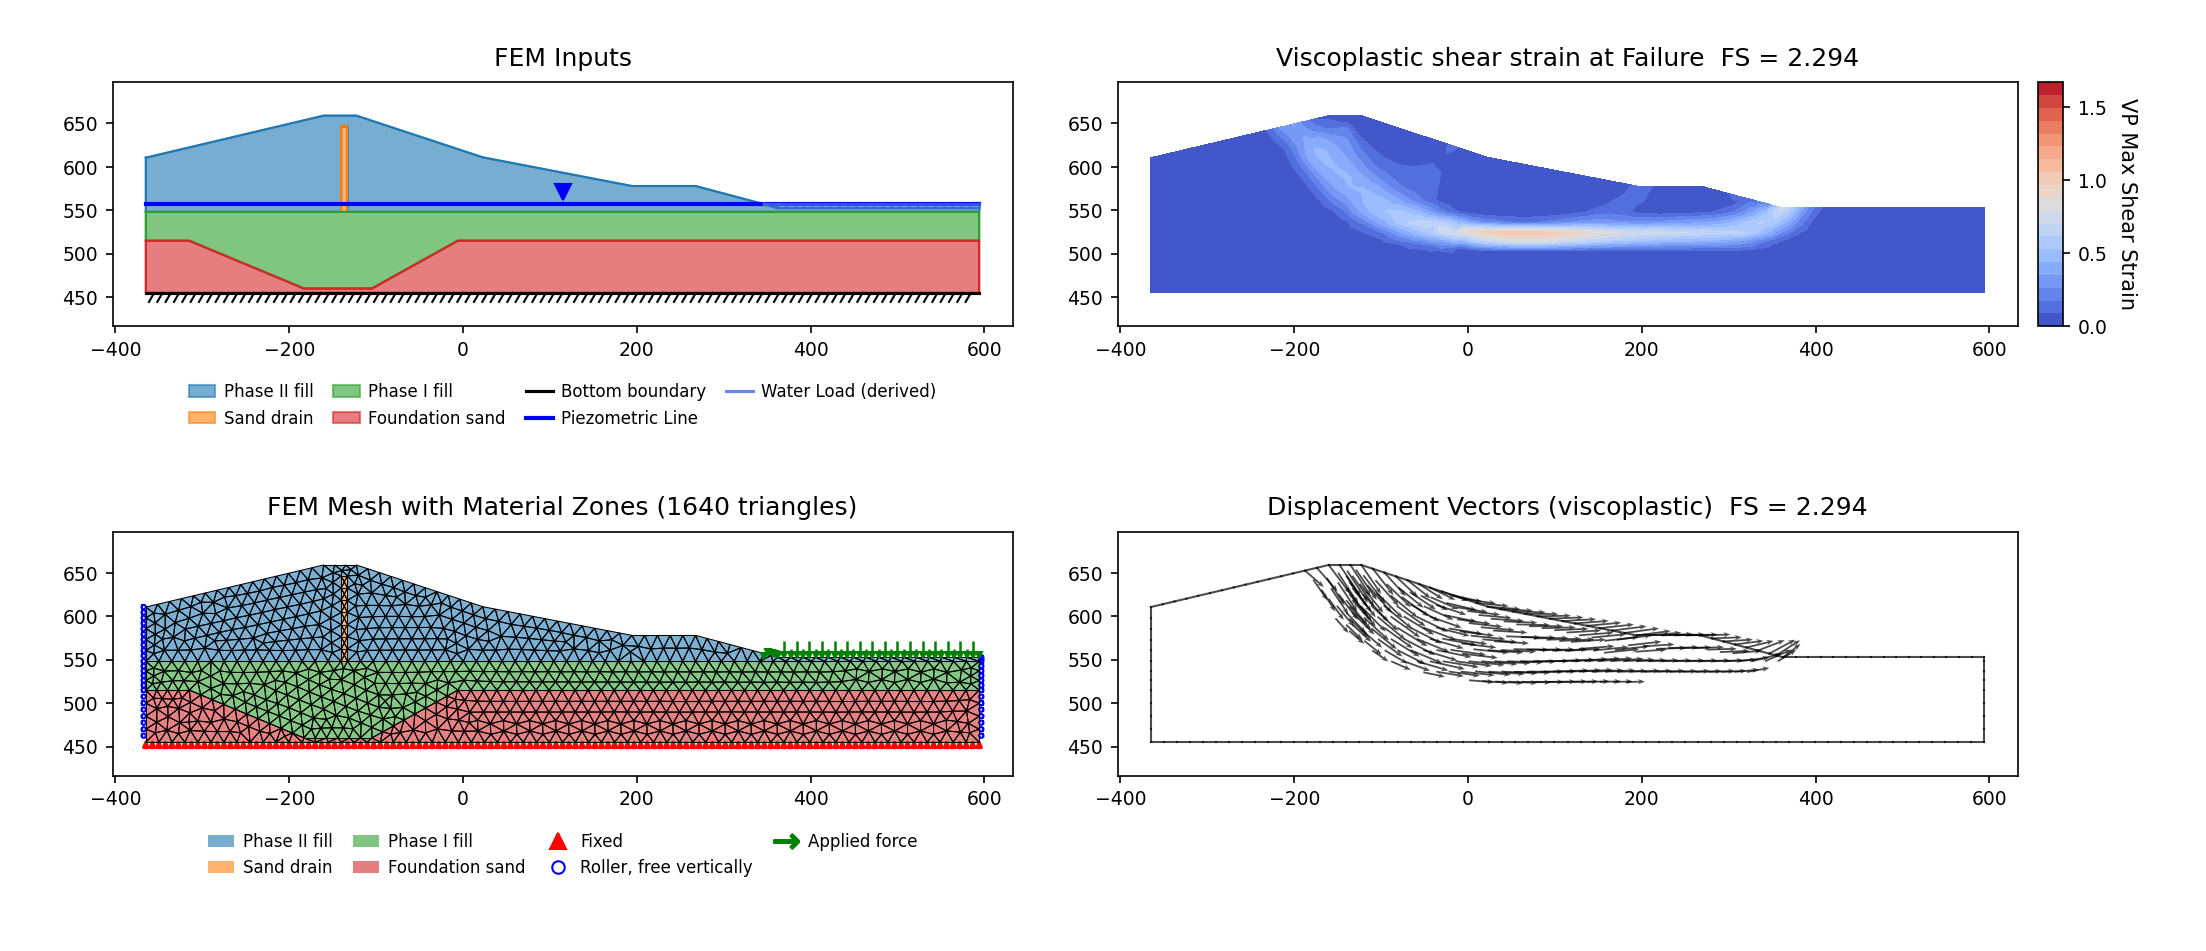 FEM Inputs
650
600
550
500
450
−400 −200 0 200 400 600
Phase II fill Phase I fill Bottom boundary Water Load (derived)
Sand drain Foundation sand Piezometric Line
Viscoplastic shear strain at Failure FS = 2.294
650
600
550
500
450
−400 −200 0 200 400 600
1.5
1.0
0.5
0.0
VP Max Shear Strain
FEM Mesh with Material Zones (1640 triangles)
650
600
550
500
450
−400 −200 0 200 400 600
Phase II fill Phase I fill Fixed Applied force
Sand drain Foundation sand Roller, free vertically
Displacement Vectors (viscoplastic) FS = 2.294
650
600
550
500
450
−400 −200 0 200 400 600